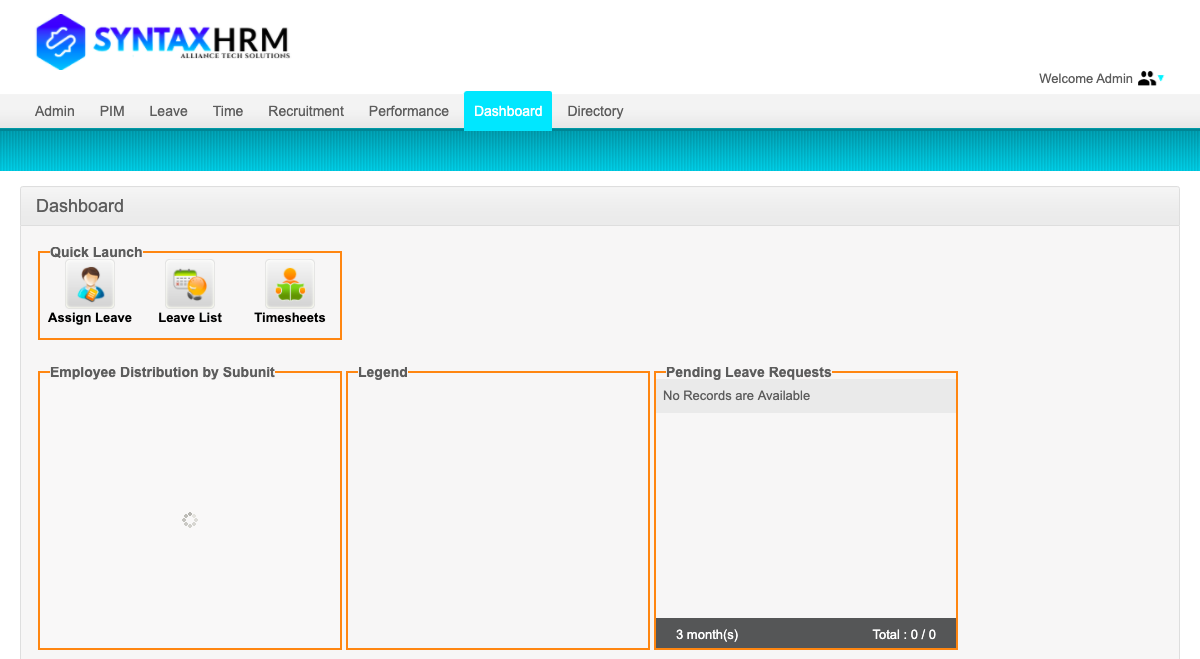 SYNTAXHRM
ALLIANCE TECH SOLUTIONS
Welcome Admin
Admin PIM Leave Time Recruitment Performance Dashboard Directory
Dashboard
Quick Launch
Assign Leave Leave List Timesheets
Employee Distribution by Subunit Legend Pending Leave Requests
No Records are Available
3 month(s) Total : 0 / 0